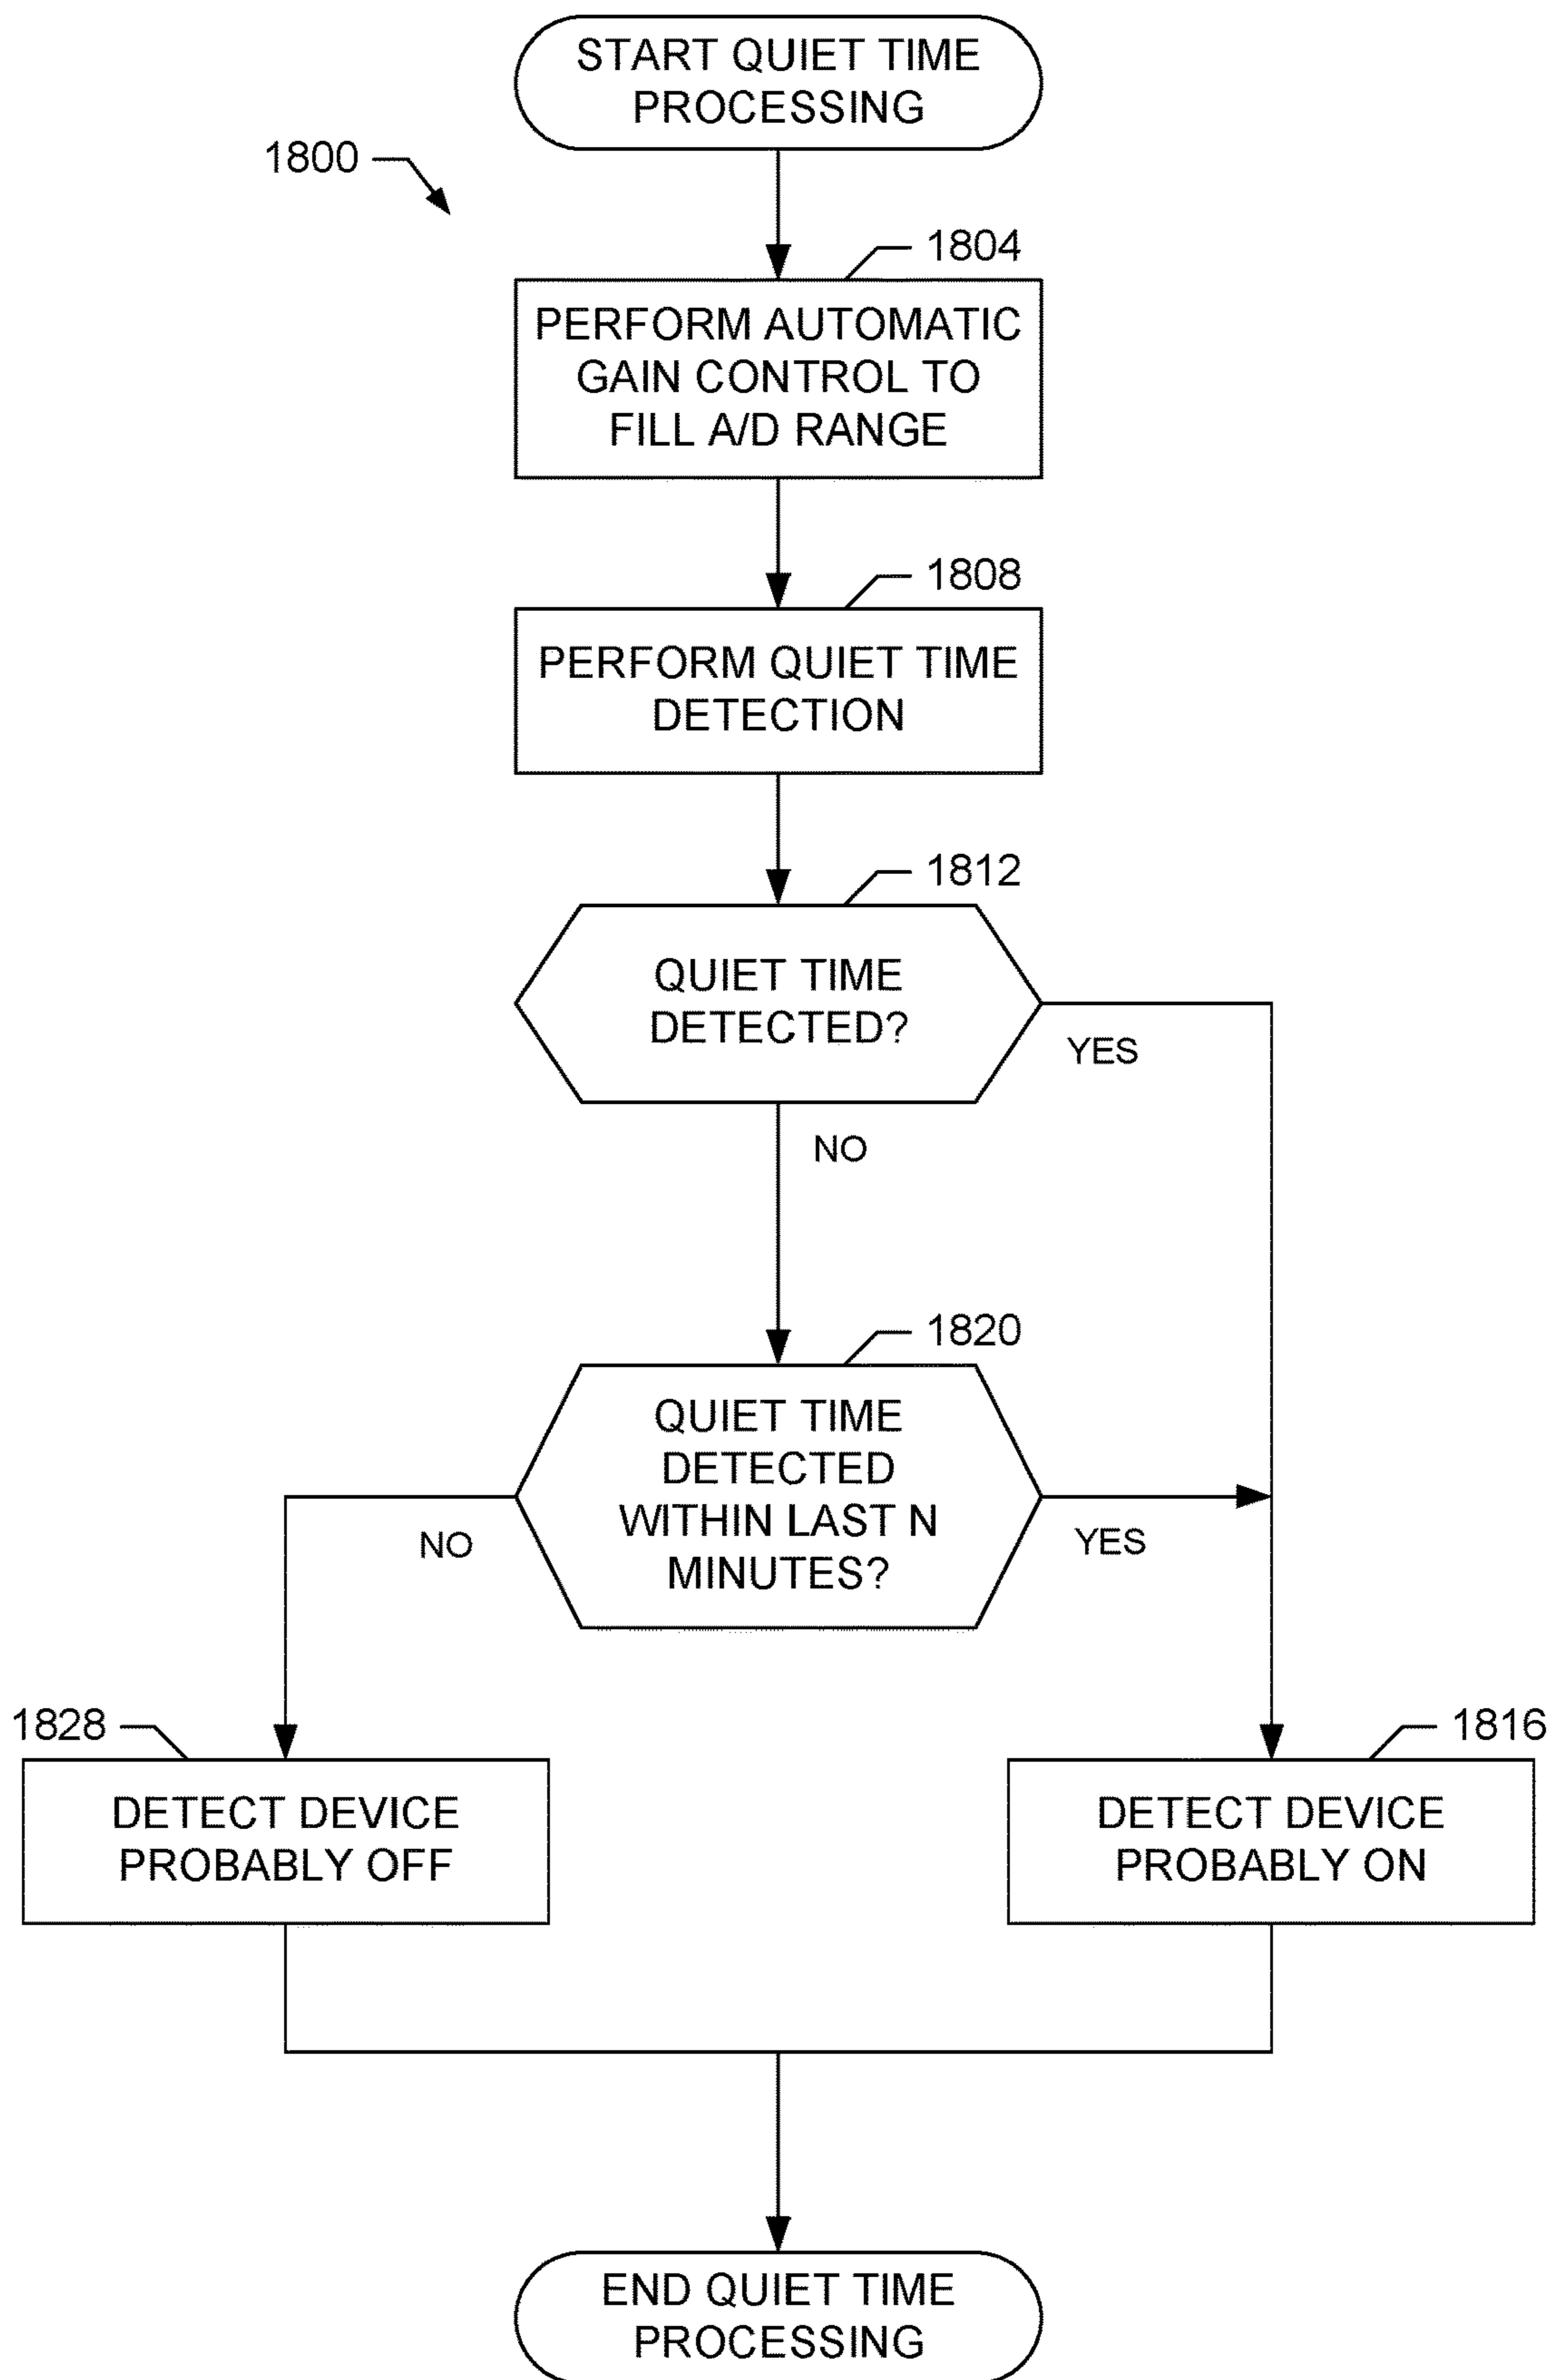 START QUIET TIME
PROCESSING
1800
1804
PERFORM AUTOMATIC
GAIN CONTROL TO
FILL A/D RANGE
1808
PERFORM QUIET TIME
DETECTION
1812
QUIET TIME
DETECTED?
YES
NO
1820
QUIET TIME
DETECTED
WITHIN LAST N
MINUTES?
NO
YES
1828
DETECT DEVICE
PROBABLY OFF
1816
DETECT DEVICE
PROBABLY ON
END QUIET TIME
PROCESSING